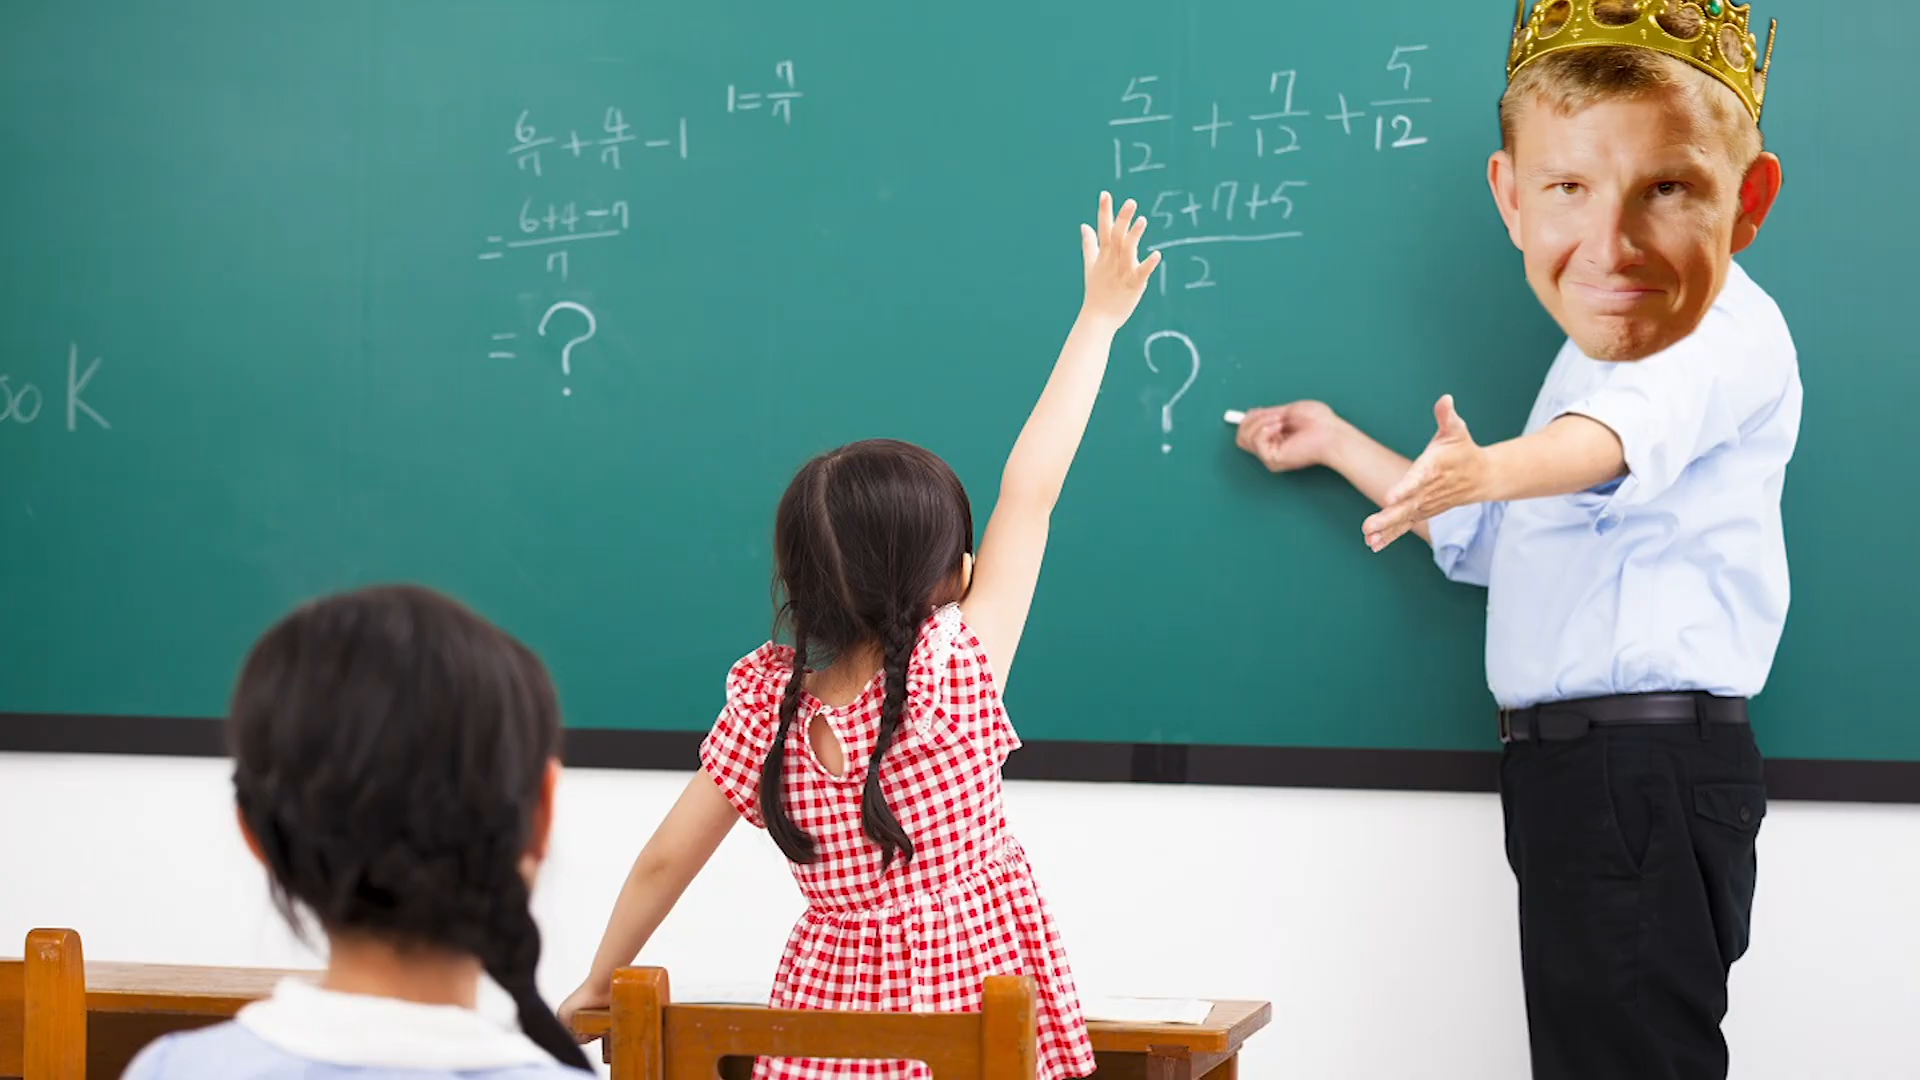 6/7 + 4/7 - 1
1 = 7/7
= 6+4-7/7
= ?
5/12 + 7/12 + 5/12
5+7+5/12
?
K